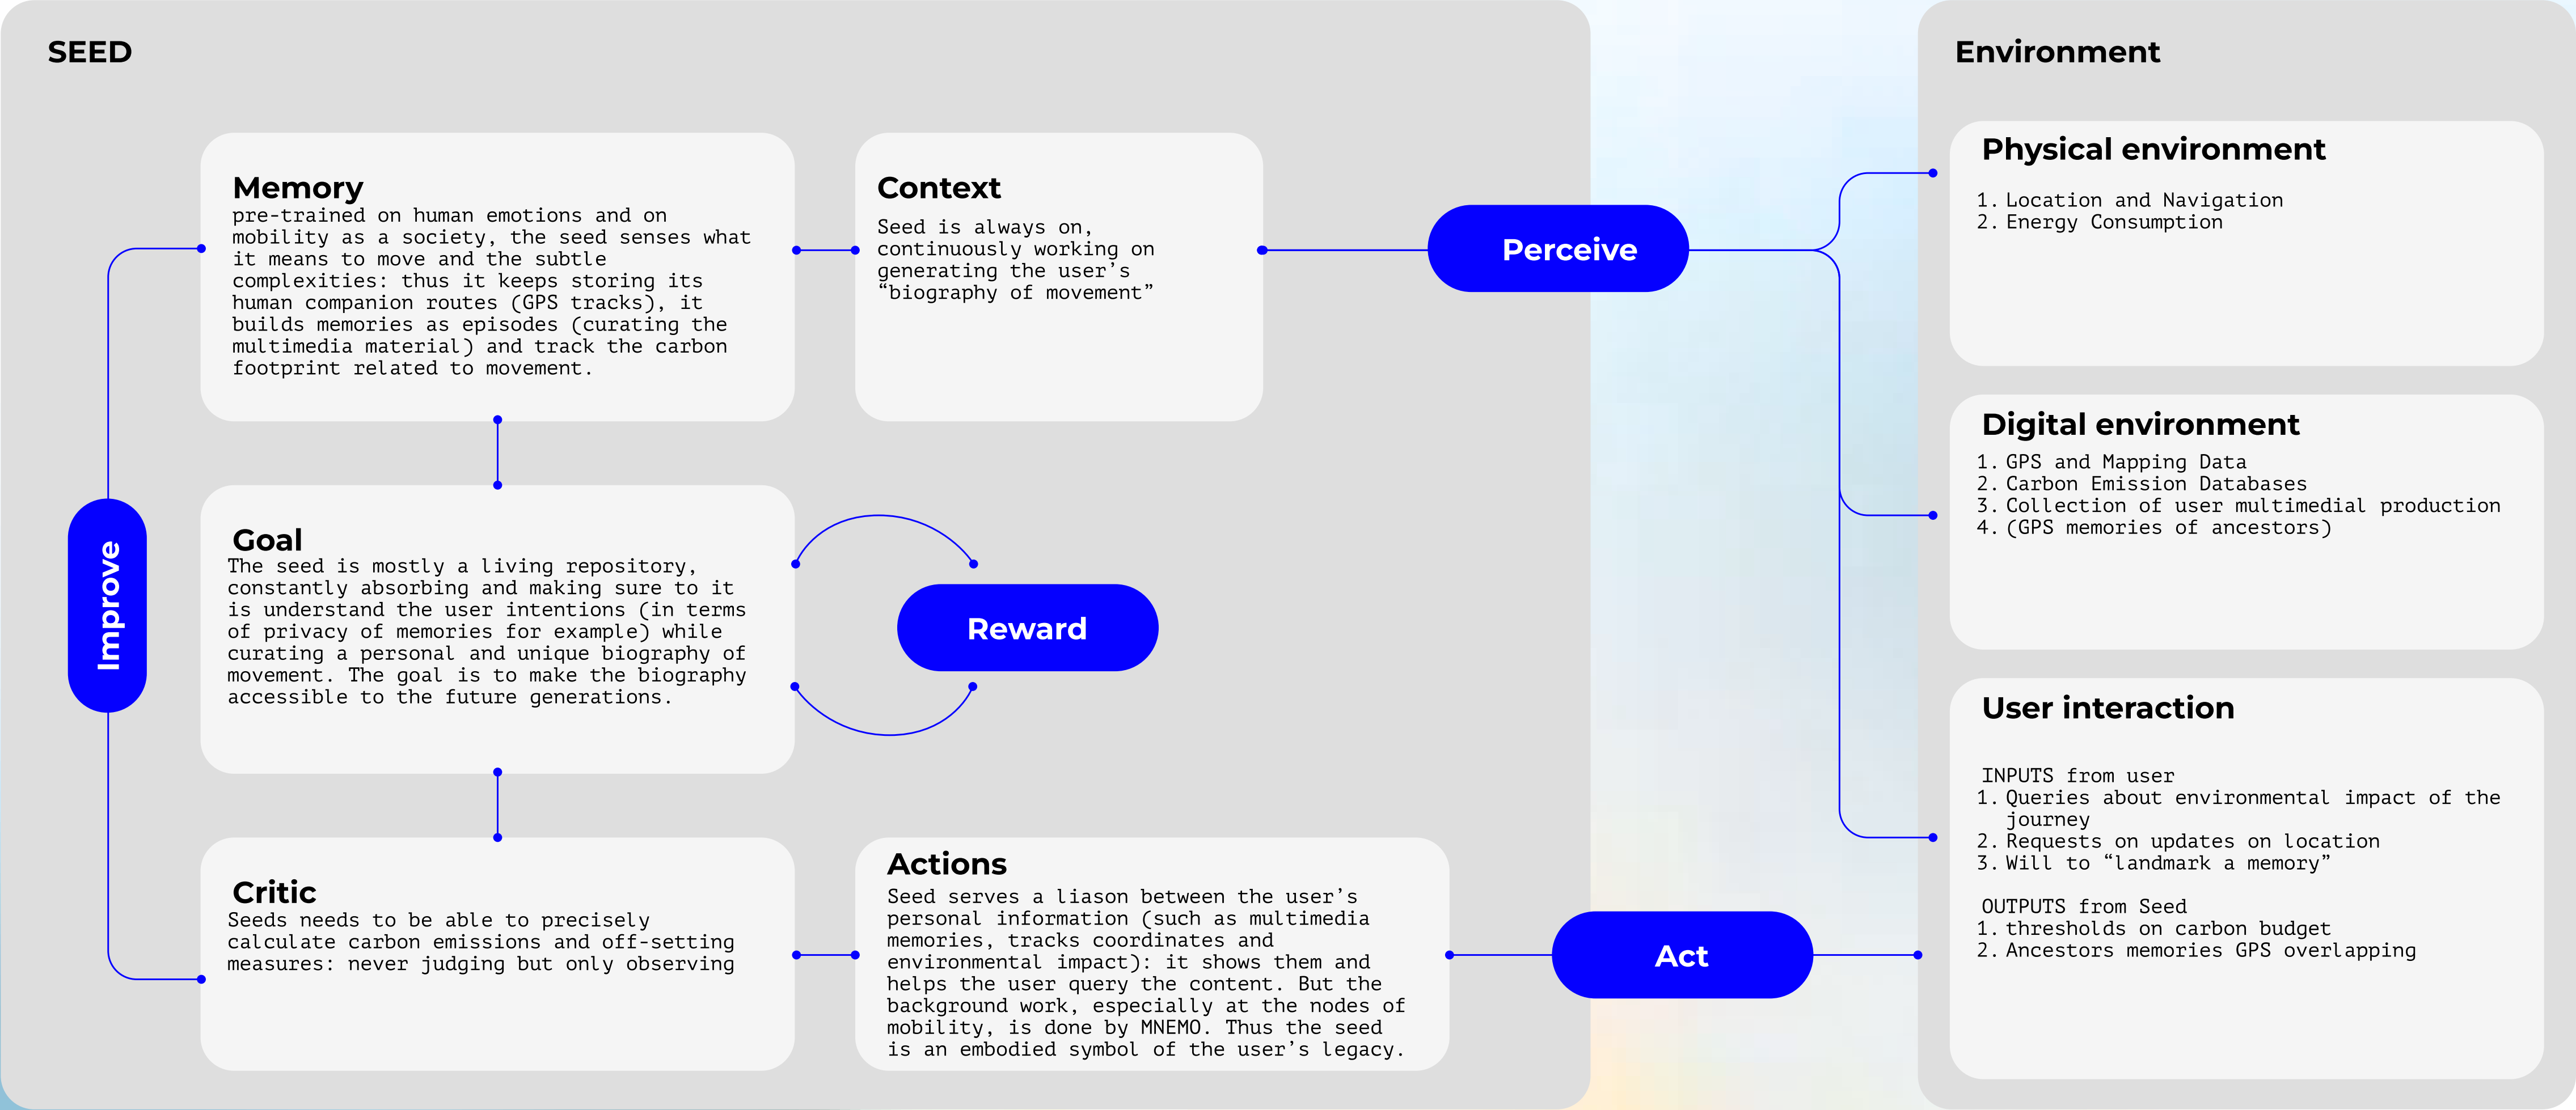 SEED
Memory
pre-trained on human emotions and on
mobility as a society, the seed senses what
it means to move and the subtle
complexities: thus it keeps storing its
human companion routes (GPS tracks), it
builds memories as episodes (curating the
multimedia material) and track the carbon
footprint related to movement.
Context
Seed is always on,
continuously working on
generating the user’s
“biography of movement”
Perceive
Improve
Goal
The seed is mostly a living repository,
constantly absorbing and making sure to it
is understand the user intentions (in terms
of privacy of memories for example) while
curating a personal and unique biography of
movement. The goal is to make the biography
accessible to the future generations.
Reward
Critic
Seeds needs to be able to precisely
calculate carbon emissions and off-setting
measures: never judging but only observing
Actions
Seed serves a liason between the user’s
personal information (such as multimedia
memories, tracks coordinates and
environmental impact): it shows them and
helps the user query the content. But the
background work, especially at the nodes of
mobility, is done by MNEMO. Thus the seed
is an embodied symbol of the user’s legacy.
Act
Environment
Physical environment
1. Location and Navigation
2. Energy Consumption
Digital environment
1. GPS and Mapping Data
2. Carbon Emission Databases
3. Collection of user multimedial production
4. (GPS memories of ancestors)
User interaction
INPUTS from user
1. Queries about environmental impact of the
journey
2. Requests on updates on location
3. Will to “landmark a memory”
OUTPUTS from Seed
1. thresholds on carbon budget
2. Ancestors memories GPS overlapping